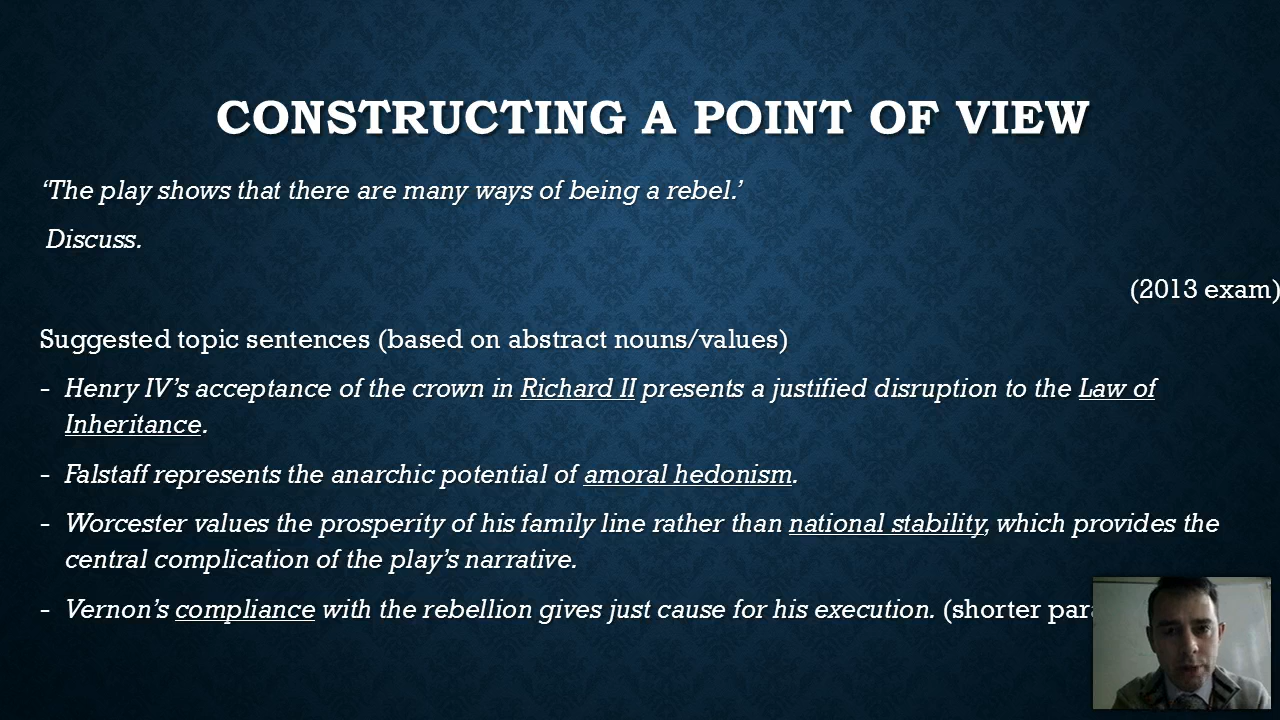 CONSTRUCTING A POINT OF VIEW
‘The play shows that there are many ways of being a rebel.’
Discuss.
(2013 exam)
Suggested topic sentences (based on abstract nouns/values)
- Henry IV’s acceptance of the crown in Richard II presents a justified disruption to the Law of
Inheritance.
- Falstaff represents the anarchic potential of amoral hedonism.
- Worcester values the prosperity of his family line rather than national stability, which provides the
central complication of the play’s narrative.
- Vernon’s compliance with the rebellion gives just cause for his execution. (shorter